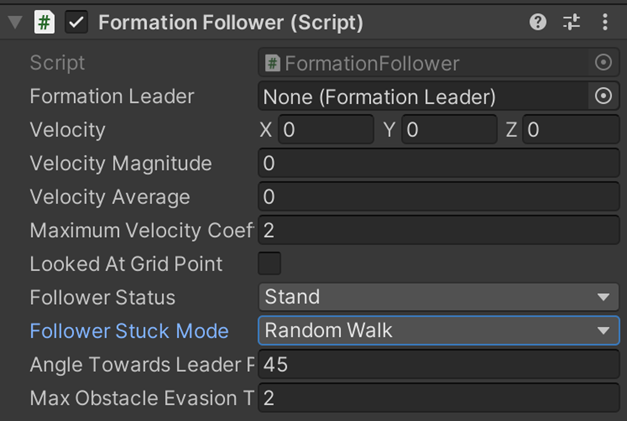 # Formation Follower (Script)
Script # FormationFollower
Formation Leader None (Formation Leader)
Velocity X 0 Y 0 Z 0
Velocity Magnitude 0
Velocity Average 0
Maximum Velocity Coef 2
Looked At Grid Point
Follower Status Stand
Follower Stuck Mode Random Walk
Angle Towards Leader F 45
Max Obstacle Evasion T 2